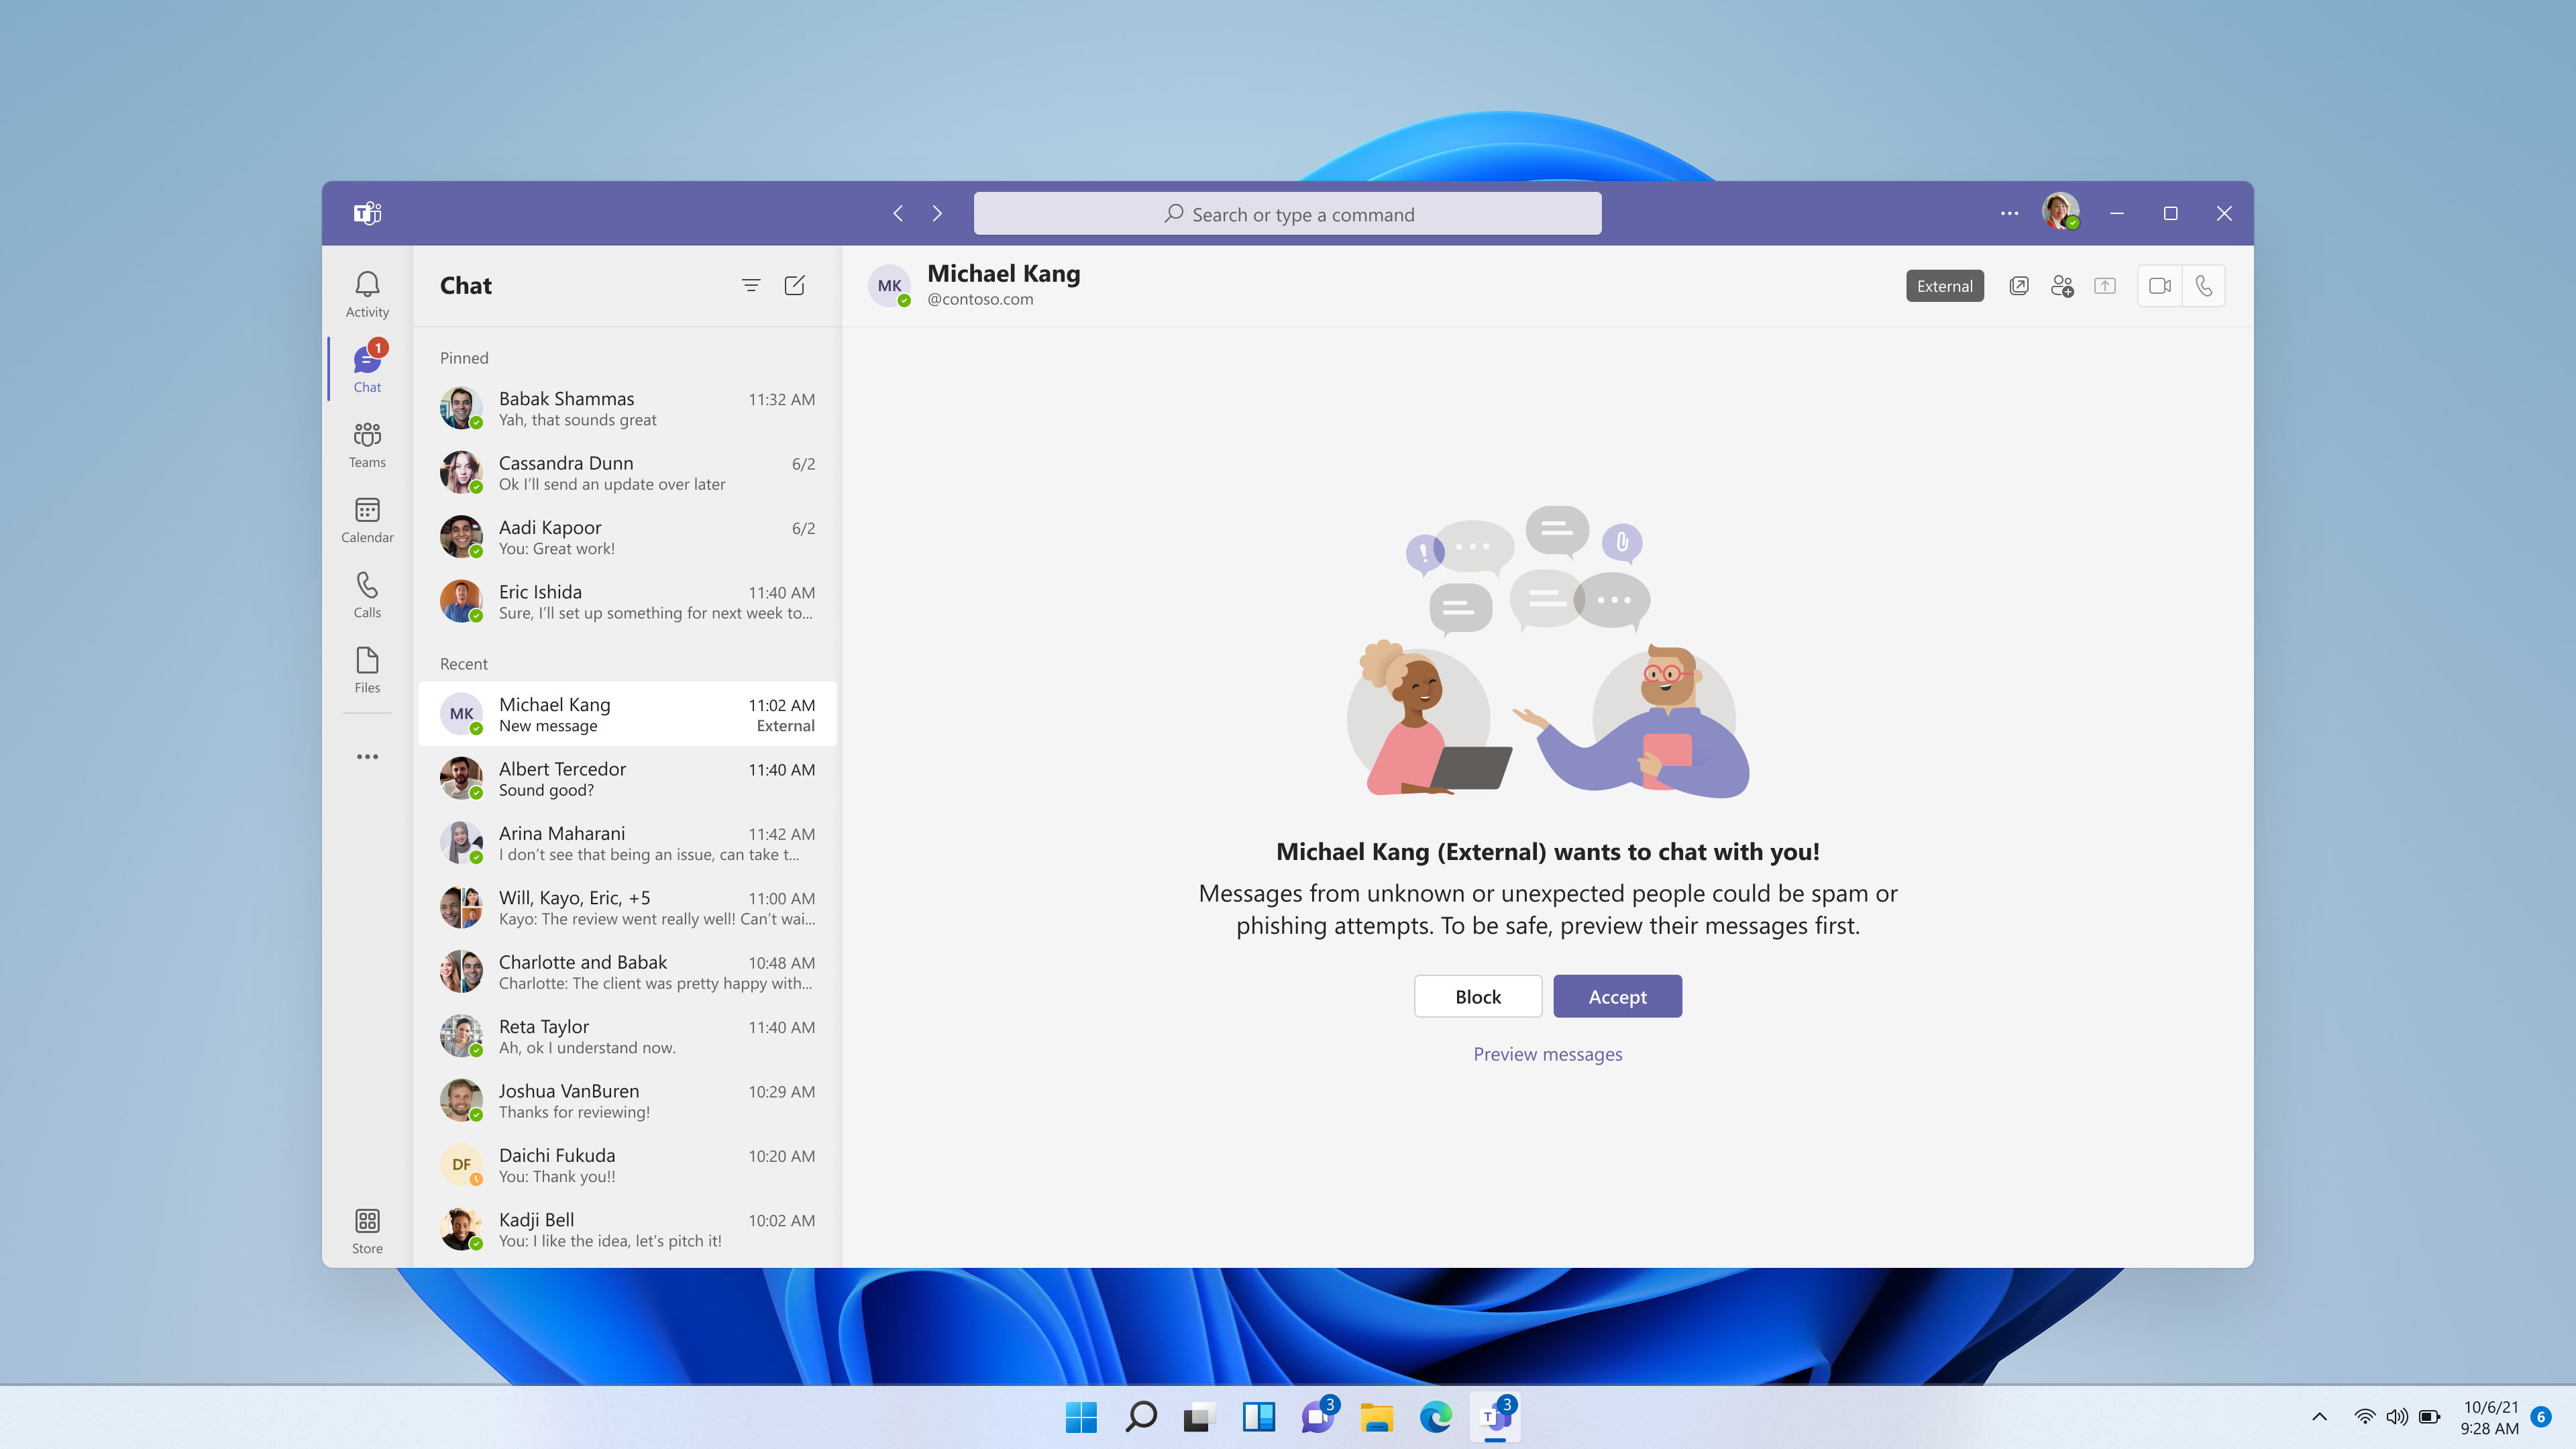 Search or type a command
Activity
1
Chat
Teams
Calendar
Calls
Files
Store
Chat
Pinned
Babak Shammas 11:32 AM
Yah, that sounds great
Cassandra Dunn 6/2
Ok I’ll send an update over later
Aadi Kapoor 6/2
You: Great work!
Eric Ishida 11:40 AM
Sure, I’ll set up something for next week to...
Recent
MK
Michael Kang 11:02 AM
New message External
Albert Tercedor 11:40 AM
Sound good?
Arina Maharani 11:42 AM
I don’t see that being an issue, can take t...
Will, Kayo, Eric, +5 11:00 AM
Kayo: The review went really well! Can’t wai...
Charlotte and Babak 10:48 AM
Charlotte: The client was pretty happy with...
Reta Taylor 11:40 AM
Ah, ok I understand now.
Joshua VanBuren 10:29 AM
Thanks for reviewing!
DF
Daichi Fukuda 10:20 AM
You: Thank you!!
Kadji Bell 10:02 AM
You: I like the idea, let’s pitch it!
MK
Michael Kang
@contoso.com
External
Michael Kang (External) wants to chat with you!
Messages from unknown or unexpected people could be spam or
phishing attempts. To be safe, preview their messages first.
Block
Accept
Preview messages
3
3
10/6/21
9:28 AM
6